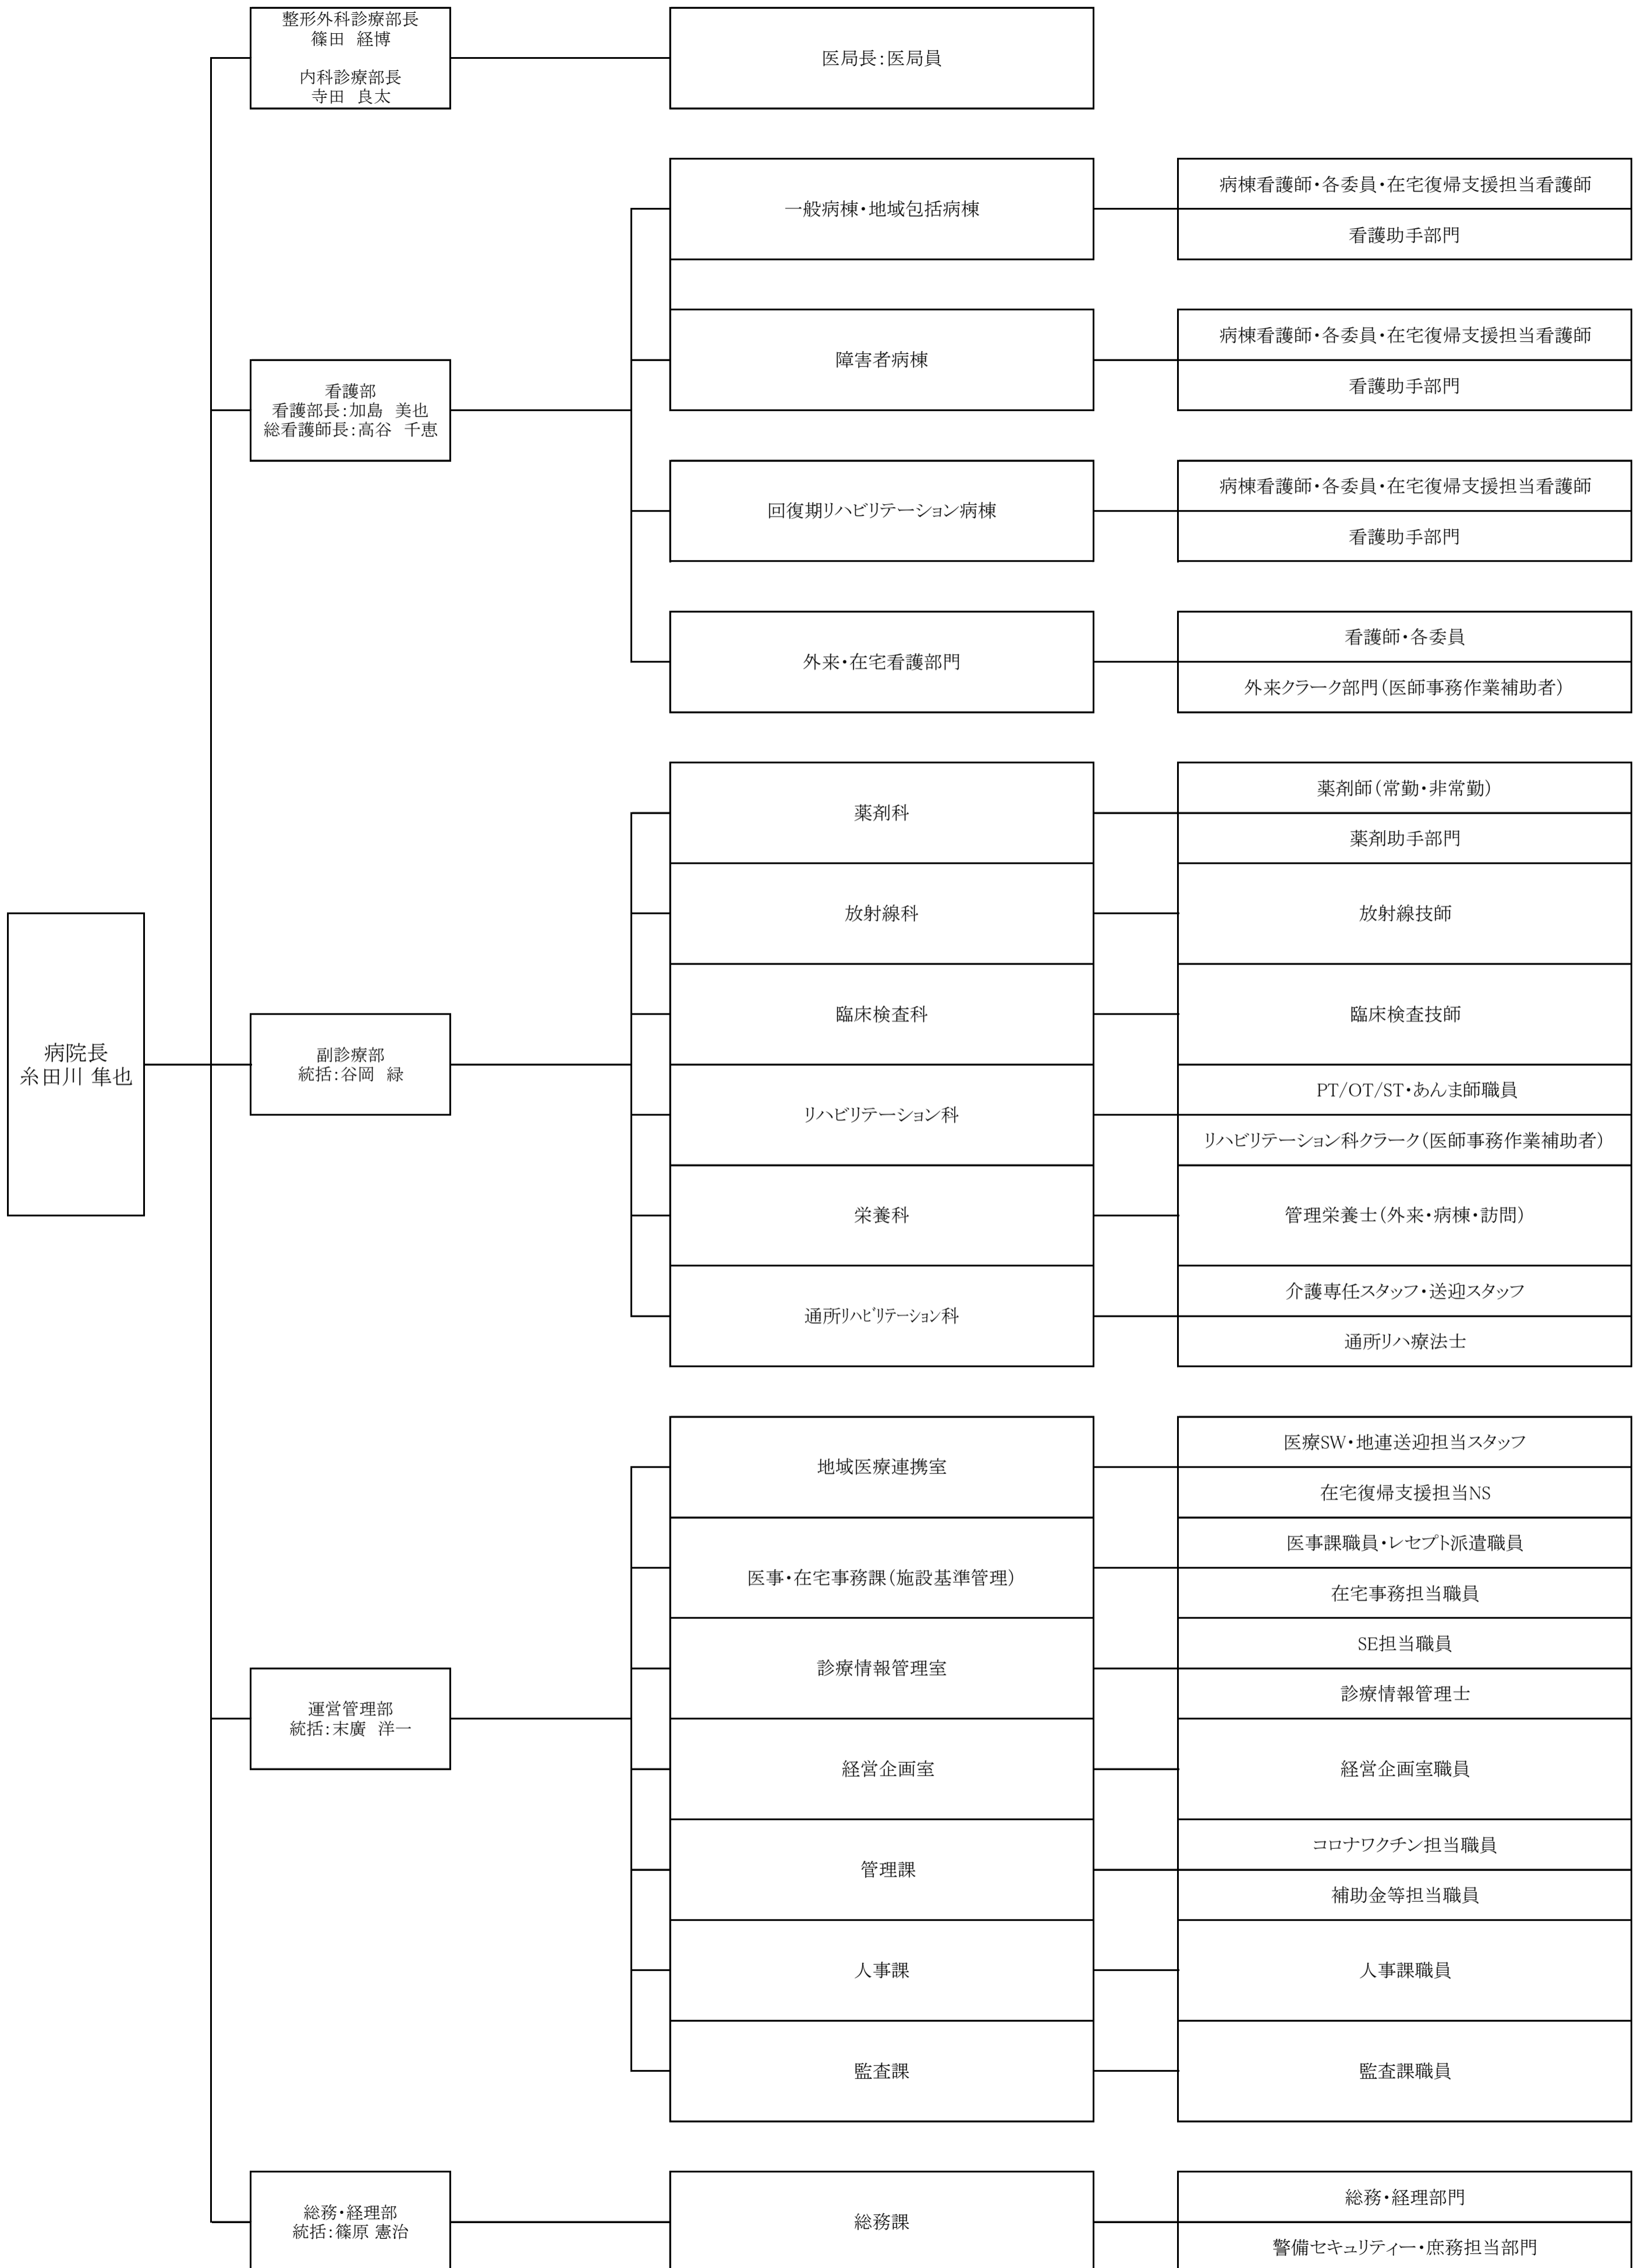 整形外科診療部長
篠田　経博
内科診療部長
寺田　良太
医局長：医局員
一般病棟・地域包括病棟
病棟看護師・各委員・在宅復帰支援担当看護師
看護助手部門
障害者病棟
病棟看護師・各委員・在宅復帰支援担当看護師
看護助手部門
看護部
看護部長：加島　美也
総看護師長：高谷　千恵
回復期リハビリテーション病棟
病棟看護師・各委員・在宅復帰支援担当看護師
看護助手部門
外来・在宅看護部門
看護師・各委員
外来クラーク部門（医師事務作業補助者）
病院長
糸田川 隼也
副診療部
統括：谷岡　緑
薬剤科
薬剤師（常勤・非常勤）
薬剤助手部門
放射線科
放射線技師
臨床検査科
臨床検査技師
リハビリテーション科
PT/OT/ST・あんま師職員
リハビリテーション科クラーク（医師事務作業補助者）
栄養科
管理栄養士（外来・病棟・訪問）
通所ﾘﾊﾋﾞﾘﾃｰｼｮﾝ科
介護専任スタッフ・送迎スタッフ
通所リハ療法士
運営管理部
統括：末廣　洋一
地域医療連携室
医療SW・地連送迎担当スタッフ
在宅復帰支援担当NS
医事・在宅事務課（施設基準管理）
医事課職員・レセプト派遣職員
在宅事務担当職員
診療情報管理室
SE担当職員
診療情報管理士
経営企画室
経営企画室職員
管理課
コロナワクチン担当職員
補助金等担当職員
人事課
人事課職員
監査課
監査課職員
総務・経理部
統括：篠原 憲治
総務課
総務・経理部門
警備セキュリティー・庶務担当部門